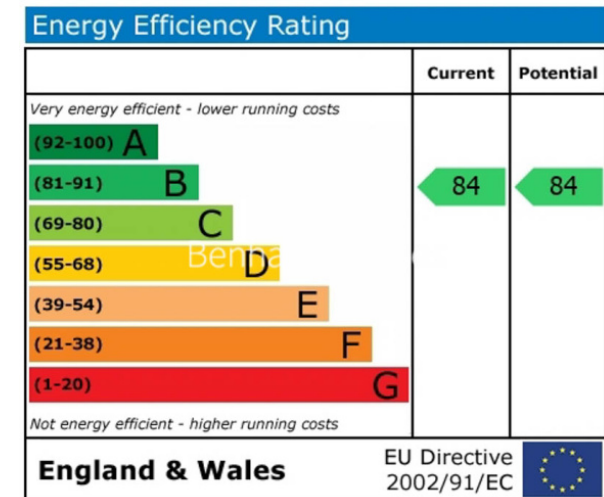 Energy Efficiency Rating
Current Potential
Very energy efficient - lower running costs
(92-100) A
(81-91) B
84 84
(69-80) C
(55-68) D
(39-54) E
(21-38) F
(1-20) G
Not energy efficient - higher running costs
England & Wales
EU Directive
2002/91/EC